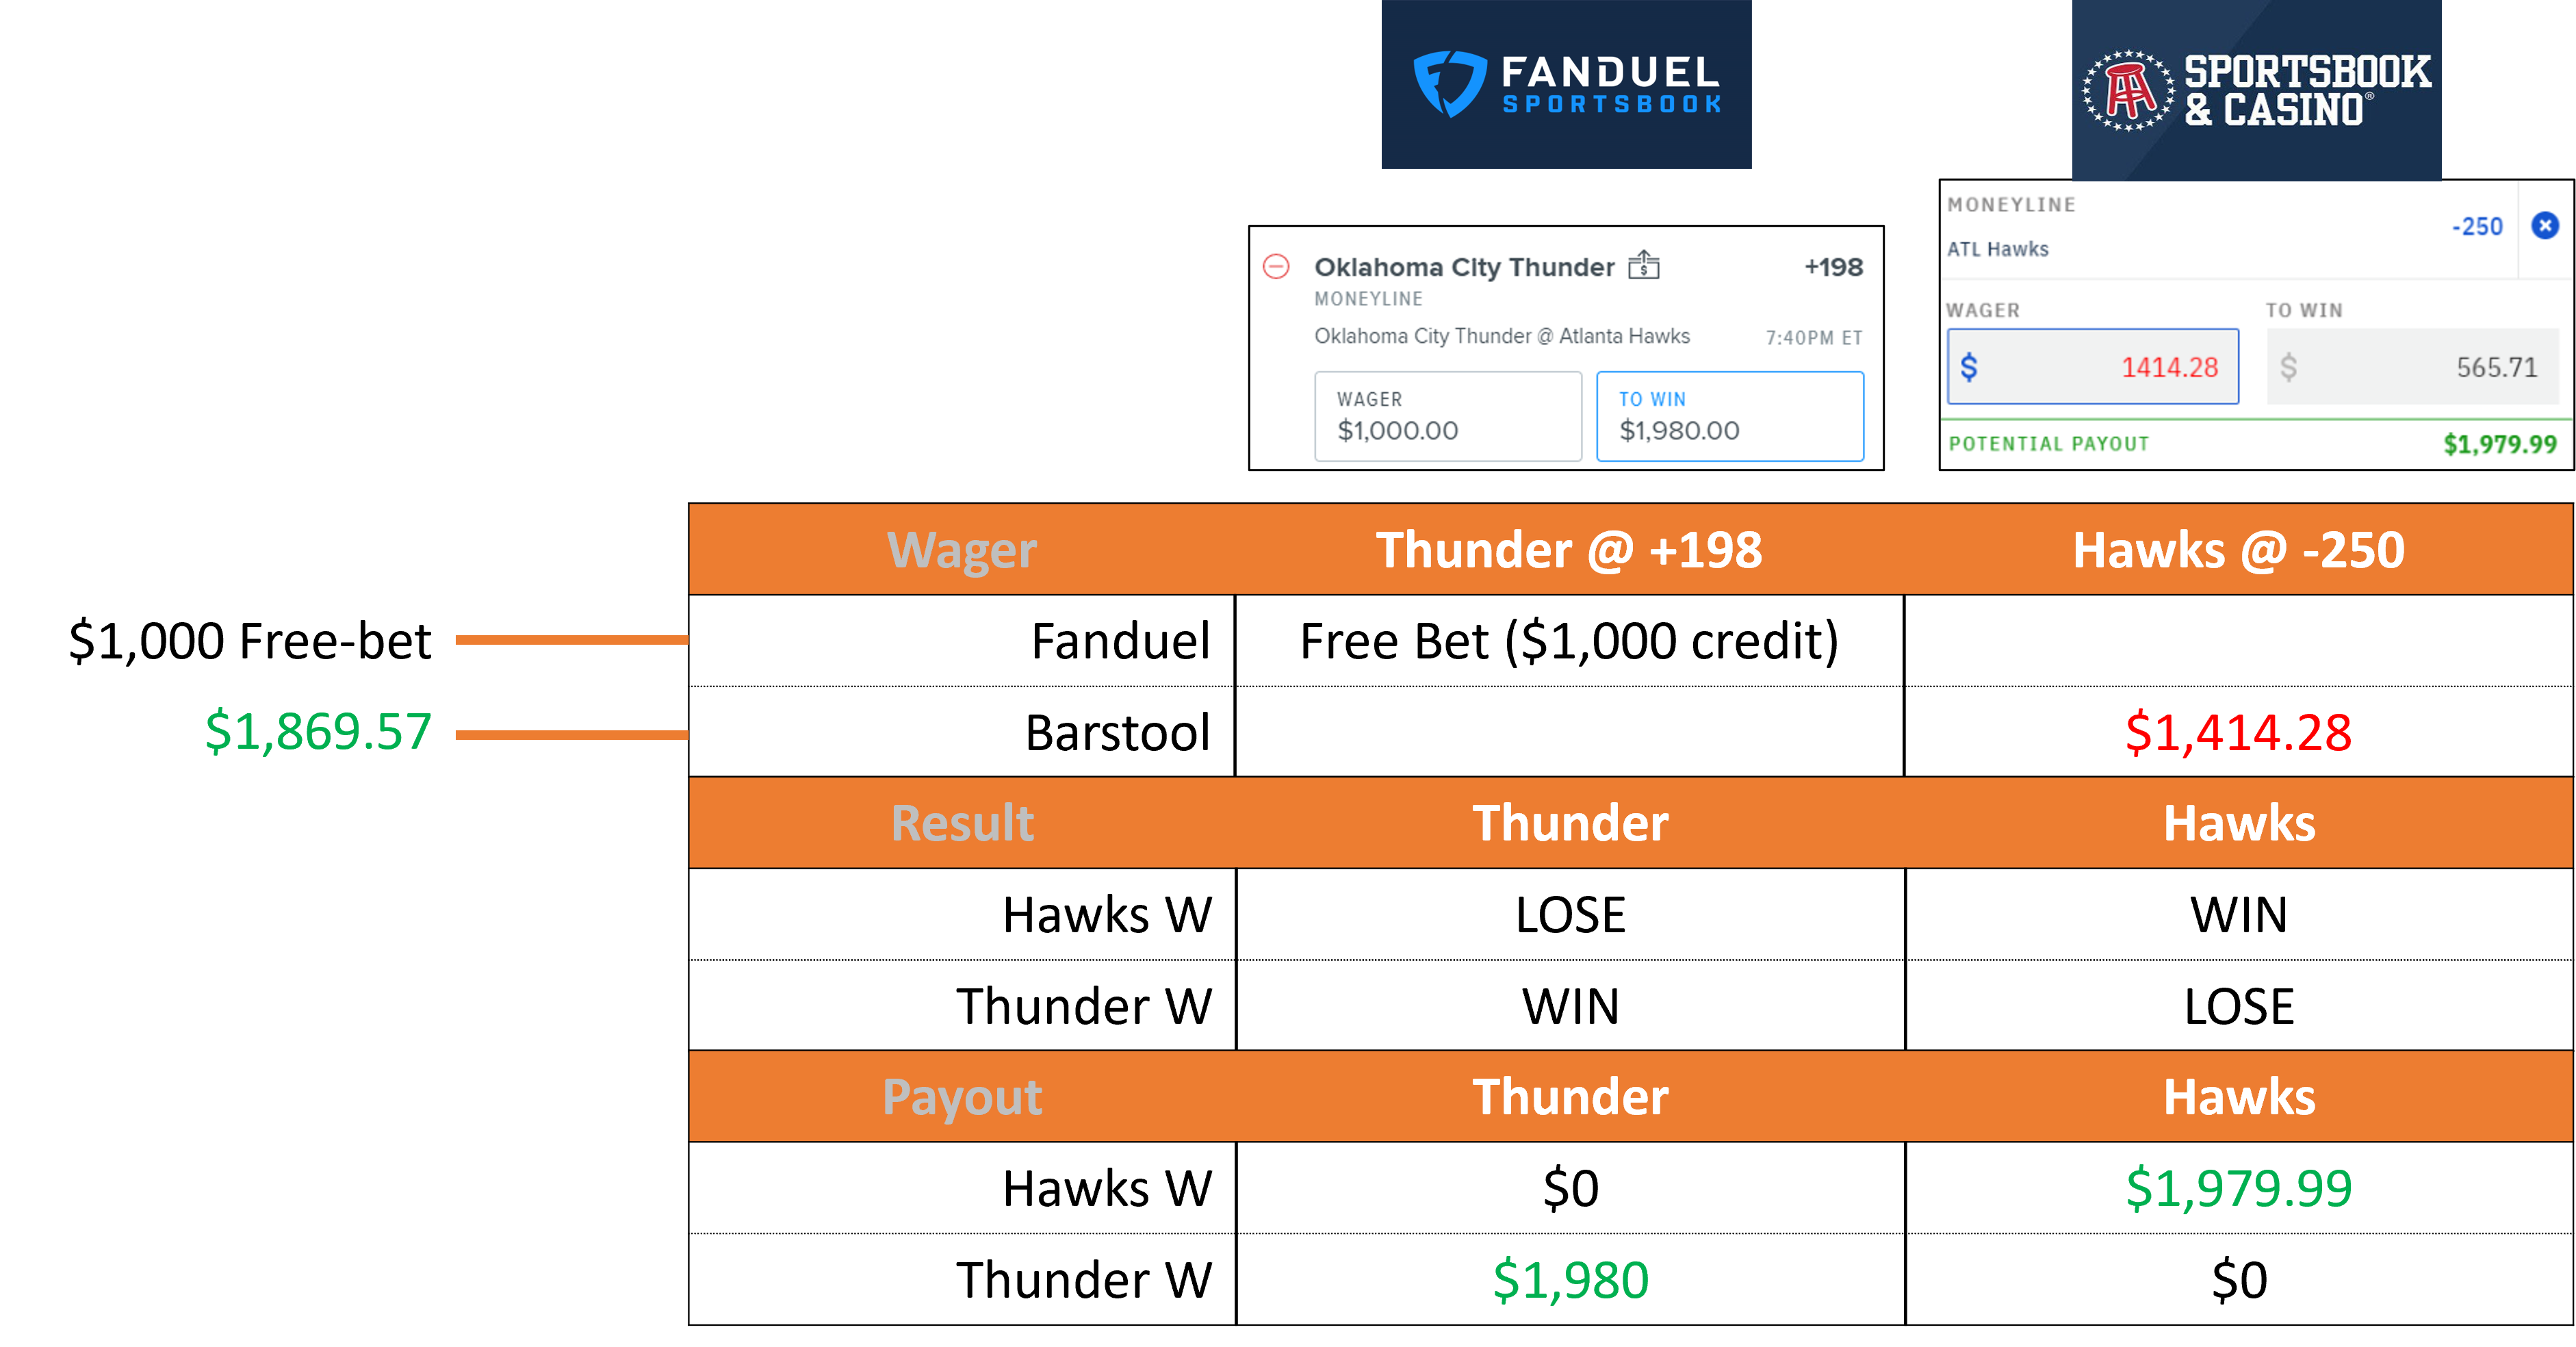 FANDUEL
SPORTSBOOK
SPORTSBOOK
& CASINO®
Oklahoma City Thunder $ +198
MONEYLINE
Oklahoma City Thunder @ Atlanta Hawks 7:40PM ET
WAGER TO WIN
$1,000.00 $1,980.00
MONEYLINE
-250
ATL Hawks
WAGER TO WIN
$ 1414.28 $ 565.71
POTENTIAL PAYOUT $1,979.99
Wager Thunder @ +198 Hawks @ -250
$1,000 Free-bet Fanduel Free Bet ($1,000 credit)
$1,869.57 Barstool $1,414.28
Result Thunder Hawks
Hawks W LOSE WIN
Thunder W WIN LOSE
Payout Thunder Hawks
Hawks W $0 $1,979.99
Thunder W $1,980 $0